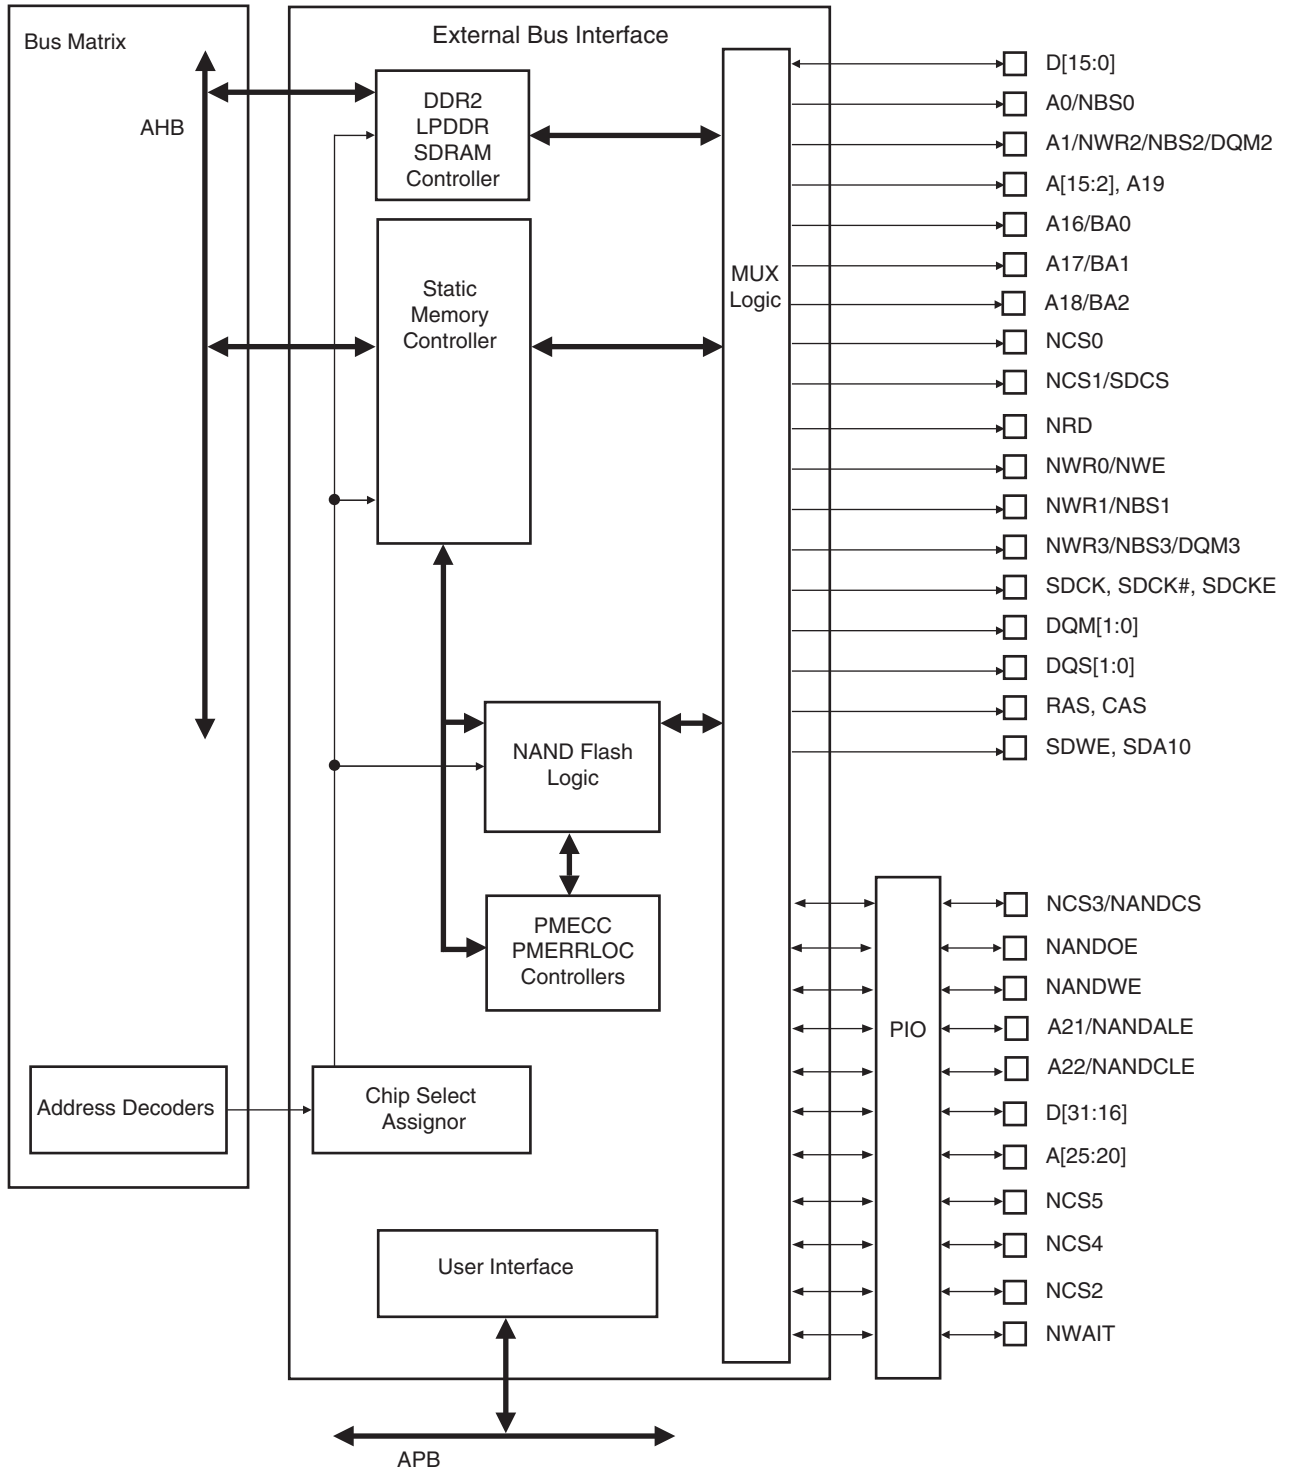 Bus Matrix
External Bus Interface
AHB
DDR2
LPDDR
SDRAM
Controller
Static
Memory
Controller
MUX
Logic
NAND Flash
Logic
PMECC
PMERRLOC
Controllers
Address Decoders
Chip Select
Assignor
User Interface
APB
PIO
D[15:0]
A0/NBS0
A1/NWR2/NBS2/DQM2
A[15:2], A19
A16/BA0
A17/BA1
A18/BA2
NCS0
NCS1/SDCS
NRD
NWR0/NWE
NWR1/NBS1
NWR3/NBS3/DQM3
SDCK, SDCK#, SDCKE
DQM[1:0]
DQS[1:0]
RAS, CAS
SDWE, SDA10
NCS3/NANDCS
NANDOE
NANDWE
A21/NANDALE
A22/NANDCLE
D[31:16]
A[25:20]
NCS5
NCS4
NCS2
NWAIT